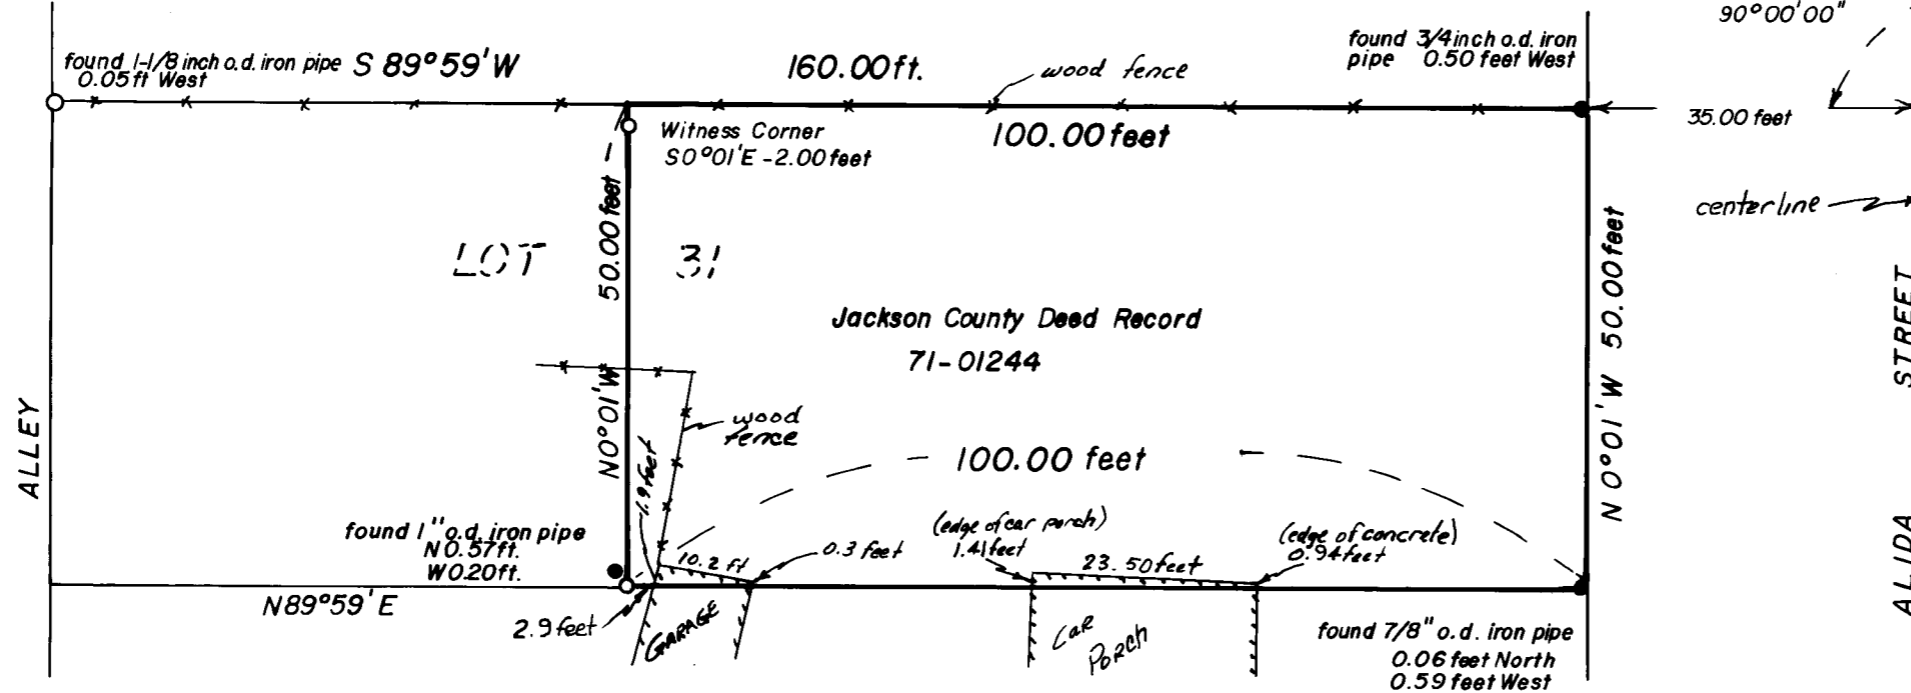 90°00'00"
found 1-1/8 inch o.d. iron pipe
0.05 ft West
S 89°59'W
160.00 ft.
wood fence
found 3/4 inch o.d. iron
pipe 0.50 feet West
35.00 feet
Witness Corner
S0°01'E - 2.00 feet
100.00 feet
centerline
50.00 feet
N0°01'W
LOT 31
Jackson County Deed Record
71-01244
N 0°01'W 50.00 feet
ALIDA STREET
ALLEY
wood
fence
1.9 feet
100.00 feet
found 1" o.d. iron pipe
N 0.57 ft.
W 0.20 ft.
10.2 ft
0.3 feet
(edge of car porch)
1.41 feet
23.50 feet
(edge of concrete)
0.94 feet
N89°59'E
2.9 feet
GARAGE
Car
Porch
found 7/8" o.d. iron pipe
0.06 feet North
0.59 feet West